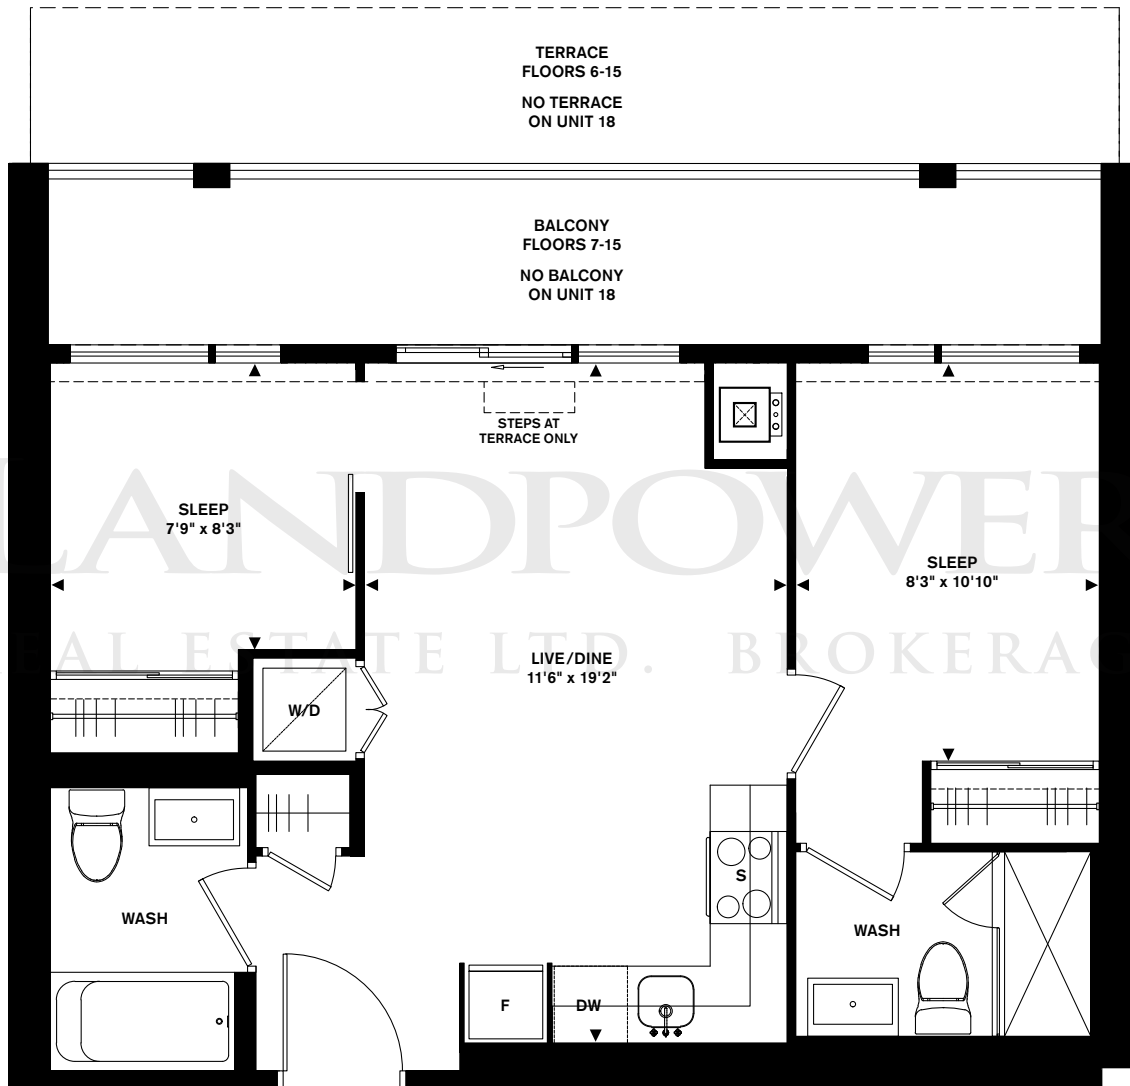 TERRACE
FLOORS 6-15
NO TERRACE
ON UNIT 18
BALCONY
FLOORS 7-15
NO BALCONY
ON UNIT 18
STEPS AT
TERRACE ONLY
LANDPOWER
SLEEP
7'9" x 8'3"
SLEEP
8'3" x 10'10"
LIVE/DINE
11'6" x 19'2"
EAL ESTATE LTD. BROKERAG
W/D
S
WASH
WASH
F
DW